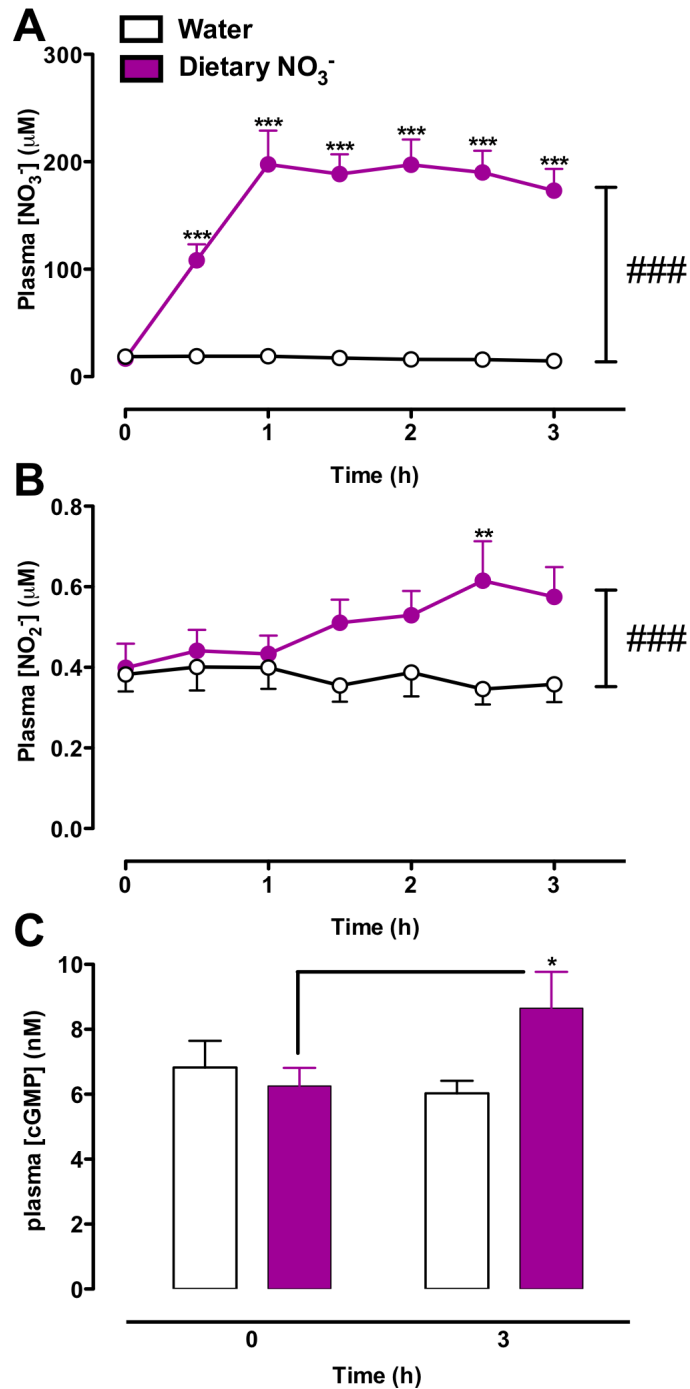 A
Water
Dietary NO₃⁻
300
200
100
0
Plasma [NO₃⁻] (μM)
***
***
***
***
***
***
###
0 1 2 3
Time (h)
B
0.8
0.6
0.4
0.2
0.0
Plasma [NO₂⁻] (μM)
**
###
0 1 2 3
Time (h)
C
10
8
6
4
2
0
plasma [cGMP] (nM)
*
0 3
Time (h)